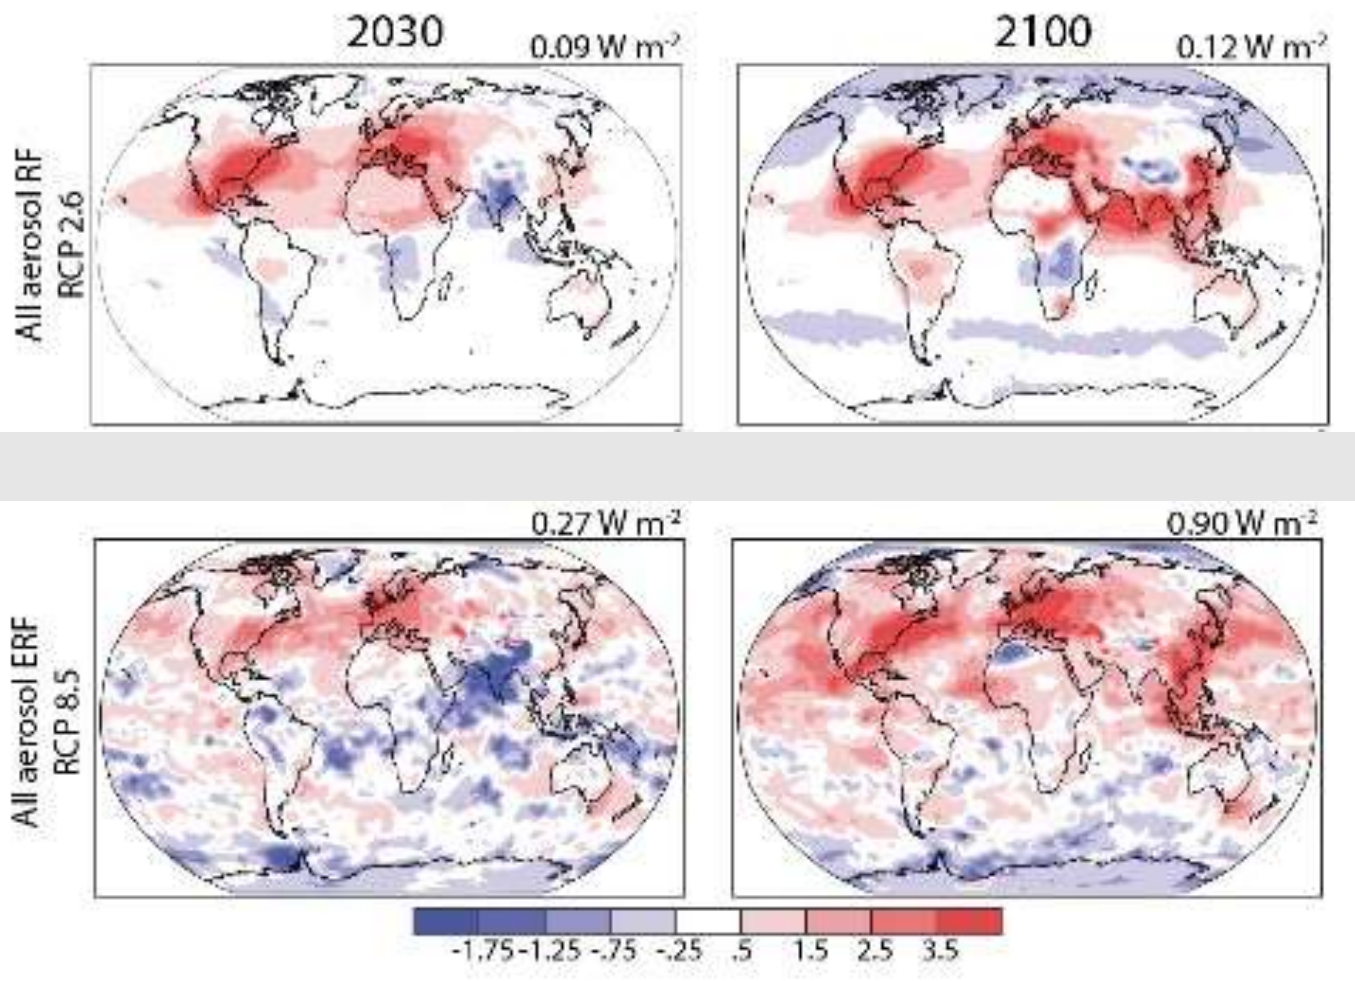 2030
0.09 W m-2
2100
0.12 W m-2
All aerosol RF
RCP 2.6
0.27 W m-2
0.90 W m-2
All aerosol ERF
RCP 8.5
-1.75 -1.25 -.75 -.25 .5 1.5 2.5 3.5